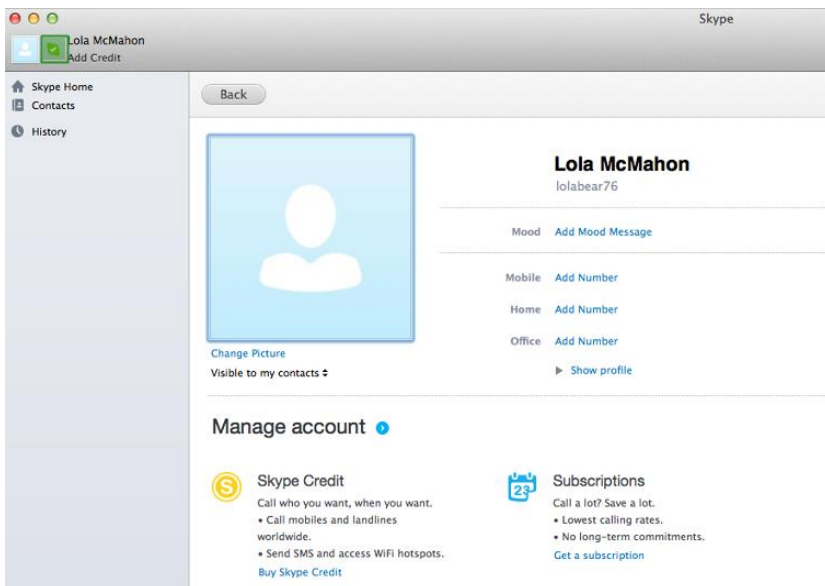 Skype
Lola McMahon
Add Credit
Skype Home
Contacts
History
Back
Lola McMahon
lolabear76
Mood Add Mood Message
Mobile Add Number
Home Add Number
Office Add Number
Show profile
Change Picture
Visible to my contacts
Manage account
Skype Credit
Call who you want, when you want.
• Call mobiles and landlines
worldwide.
• Send SMS and access WiFi hotspots.
Buy Skype Credit
23
Subscriptions
Call a lot? Save a lot.
• Lowest calling rates.
• No long-term commitments.
Get a subscription